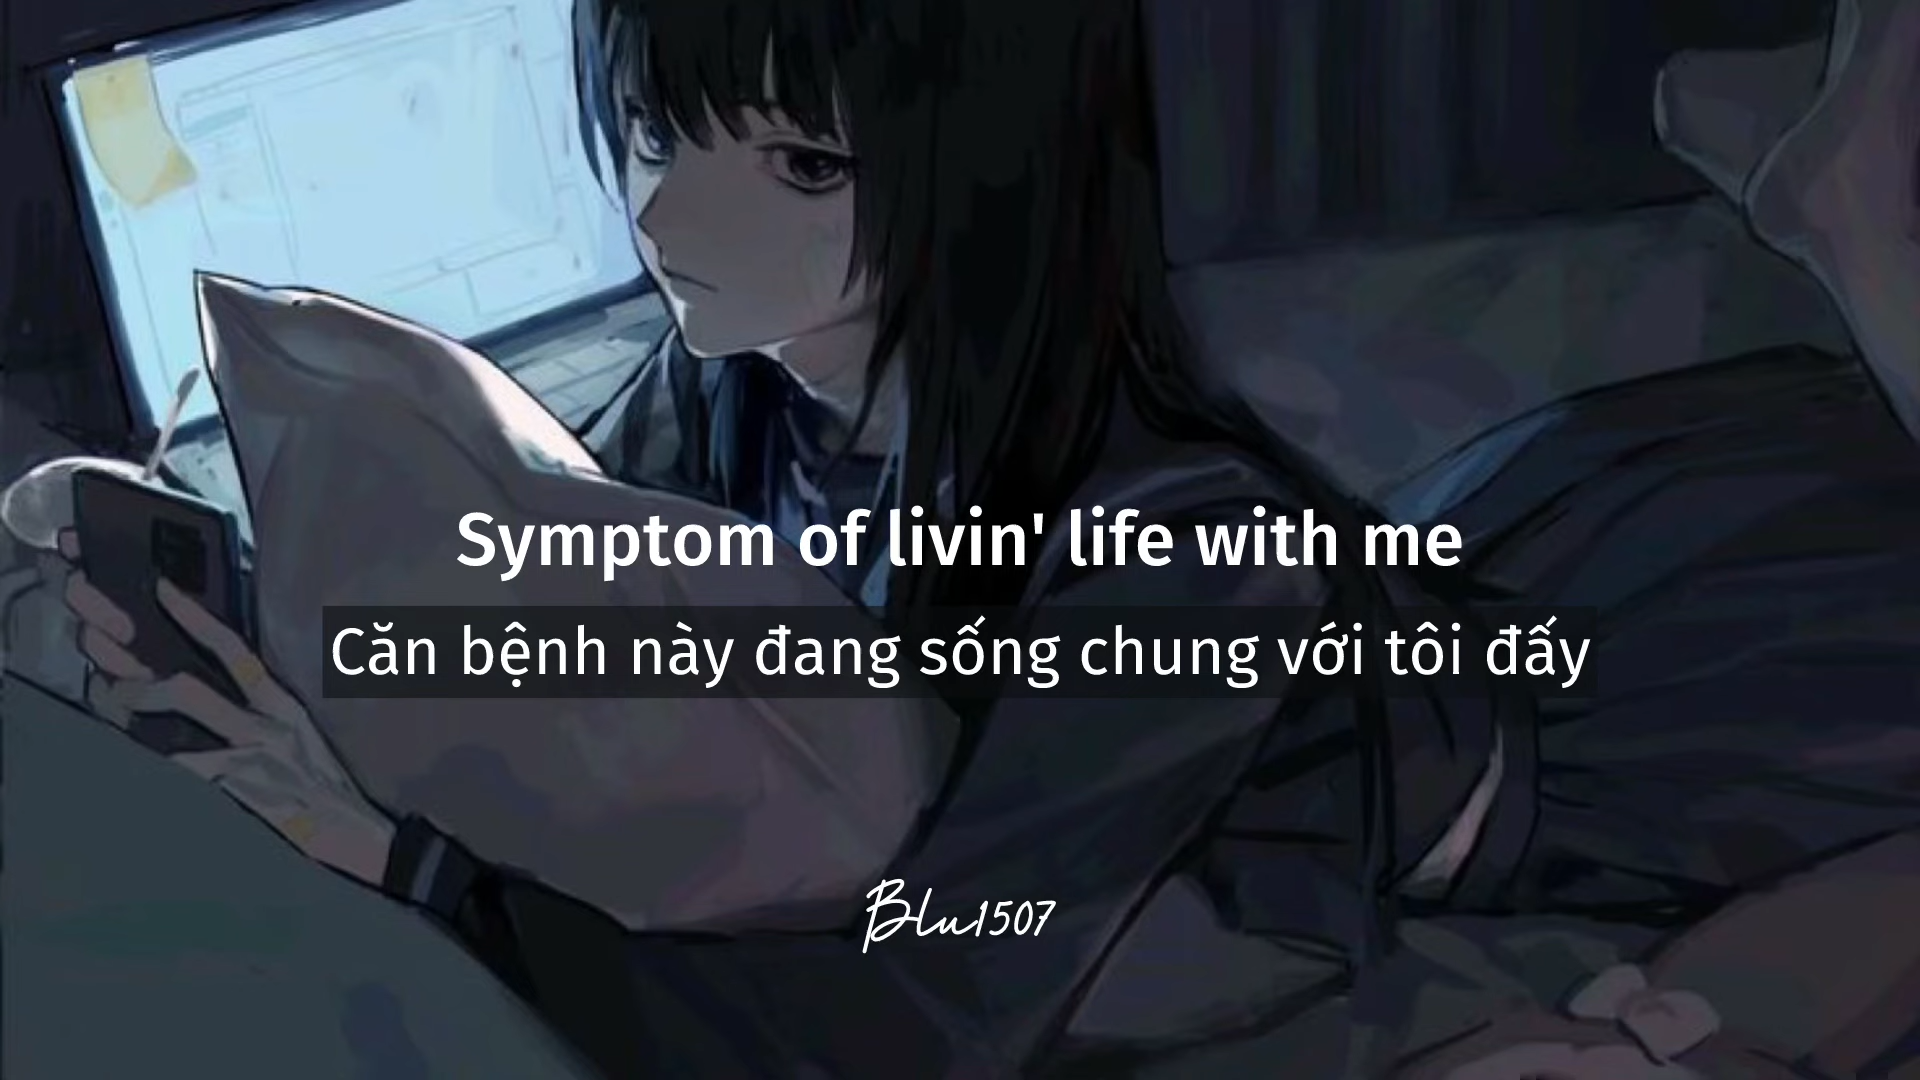 Symptom of livin' life with me
Căn bệnh này đang sống chung với tôi đấy
Blu1507